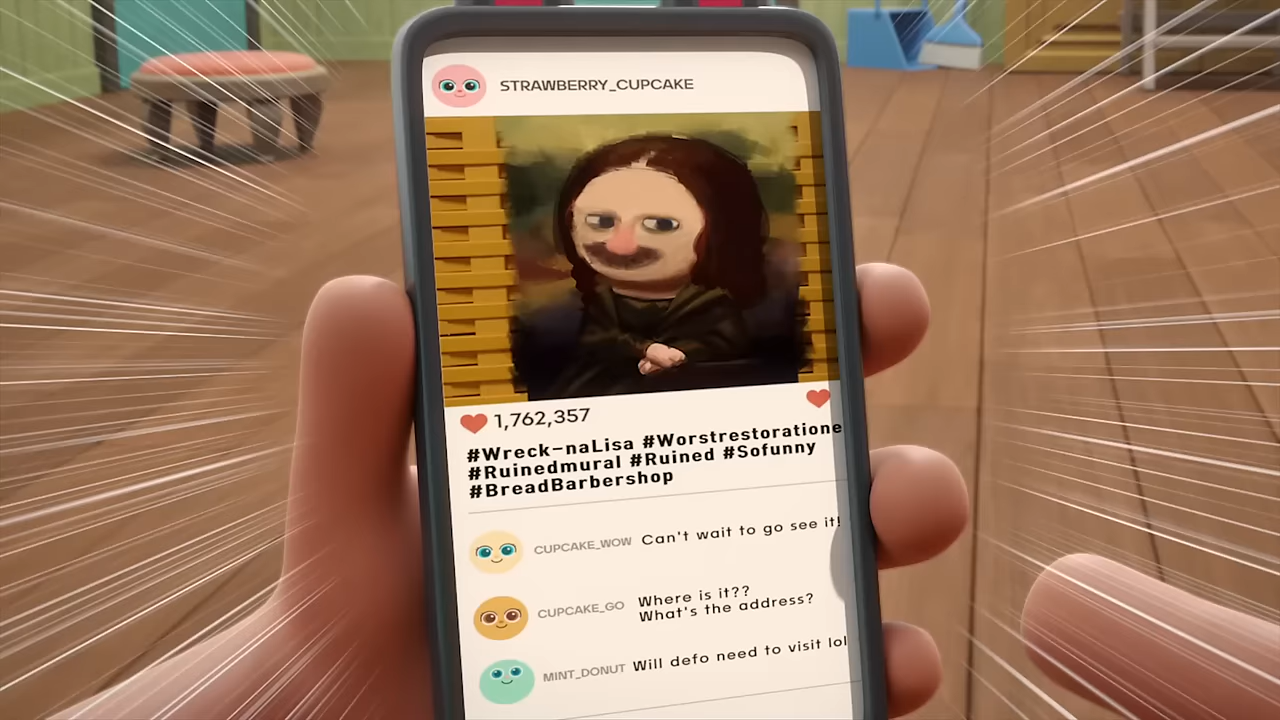 STRAWBERRY_CUPCAKE
1,762,357
#Wreck-naLisa #Worstrestoratione
#Ruinedmural #Ruined #Sofunny
#BreadBarbershop
CUPCAKE_WOW Can't wait to go see it!
CUPCAKE_GO Where is it??
What's the address?
MINT_DONUT Will defo need to visit lol